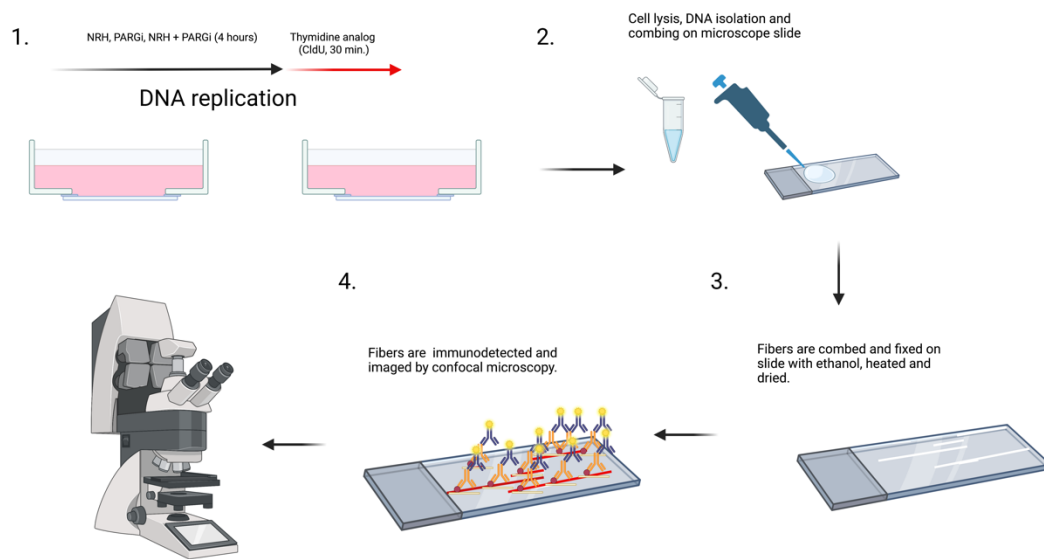 1.
NRH, PARGi, NRH + PARGi (4 hours)
Thymidine analog
(CldU, 30 min.)
DNA replication
2.
Cell lysis, DNA isolation and
combing on microscope slide
3.
Fibers are combed and fixed on
slide with ethanol, heated and
dried.
4.
Fibers are  immunodetected and
imaged by confocal microscopy.